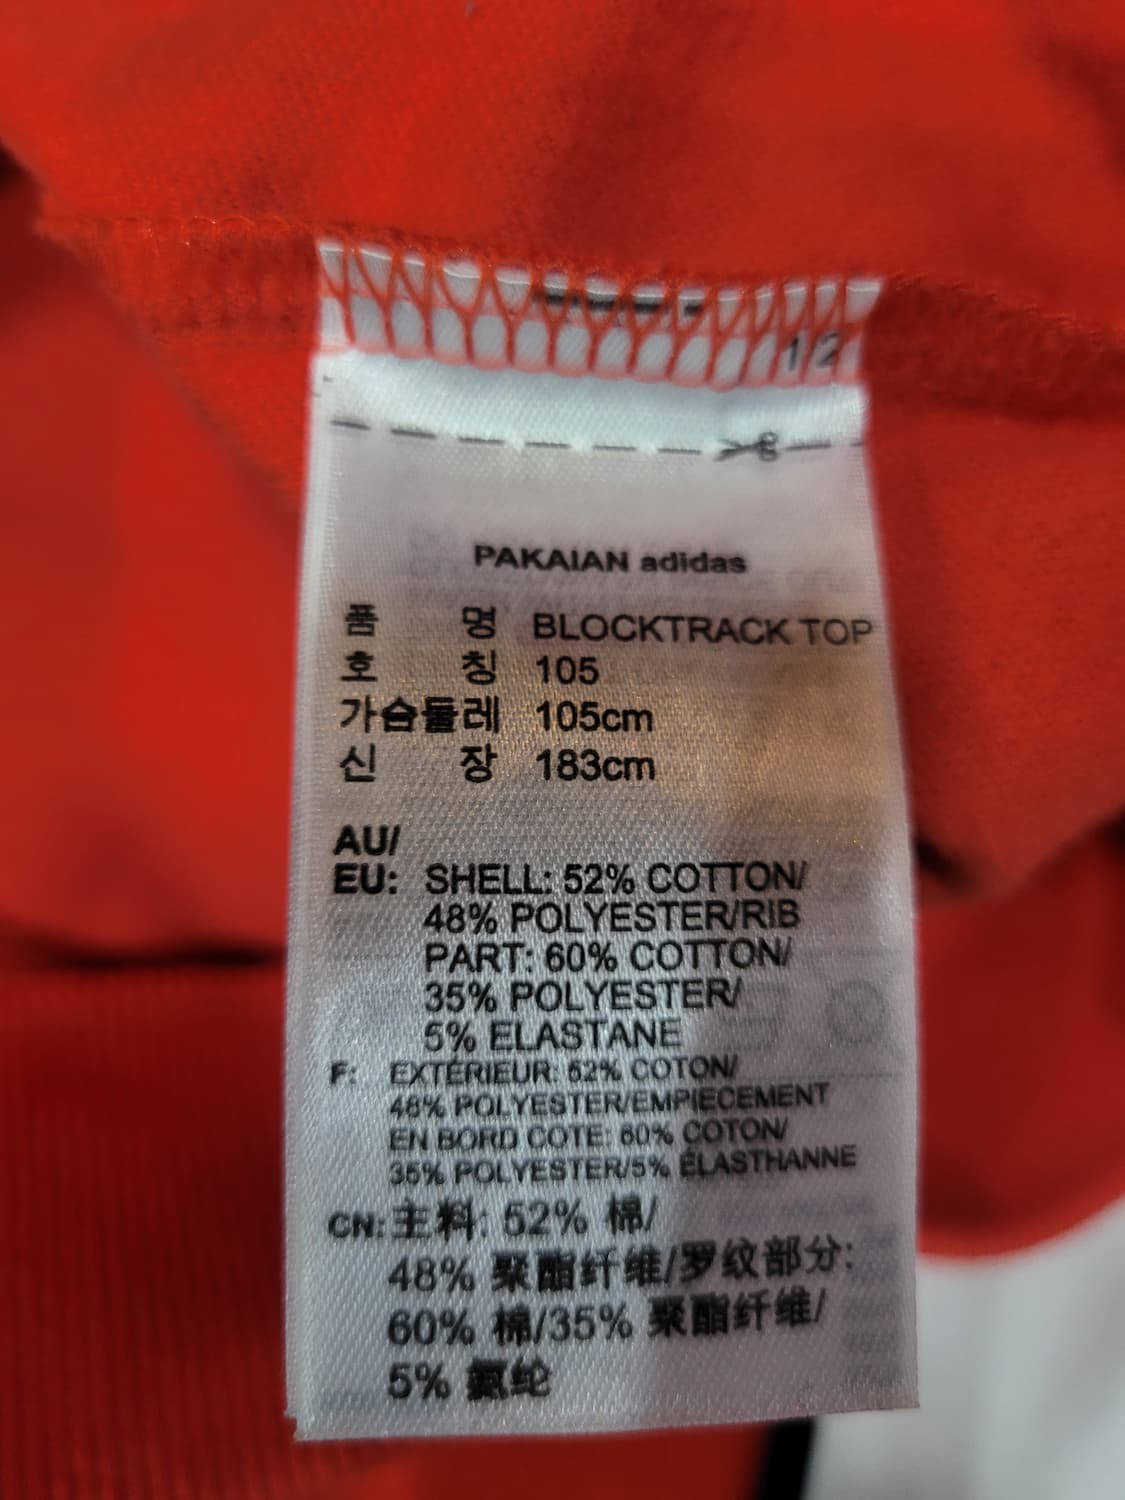 12
PAKAIAN adidas
품 명 BLOCKTRACK TOP
호 칭 105
가슴둘레 105cm
신 장 183cm
AU/
EU: SHELL: 52% COTTON/
48% POLYESTER/RIB
PART: 60% COTTON/
35% POLYESTER/
5% ELASTANE
F: EXTÉRIEUR: 52% COTON/
48% POLYESTER/EMPIECEMENT
EN BORD COTE: 60% COTON/
35% POLYESTER/5% ÉLASTHANNE
CN: 主料: 52% 棉/
48% 聚酯纤维/罗纹部分:
60% 棉/35% 聚酯纤维/
5% 氨纶